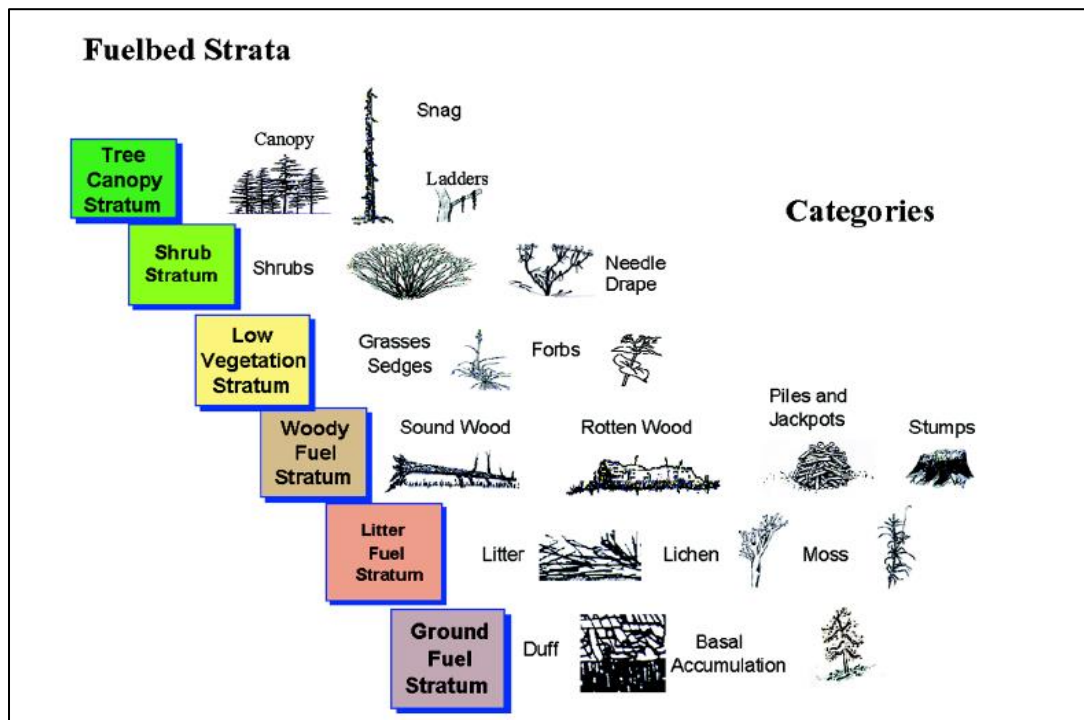 Fuelbed Strata
Snag
Canopy
Ladders
Tree
Canopy
Stratum
Categories
Shrub
Stratum
Shrubs
Needle
Drape
Low
Vegetation
Stratum
Grasses
Sedges
Forbs
Woody
Fuel
Stratum
Sound Wood
Rotten Wood
Piles and
Jackpots
Stumps
Litter
Fuel
Stratum
Litter
Lichen
Moss
Ground
Fuel
Stratum
Duff
Basal
Accumulation